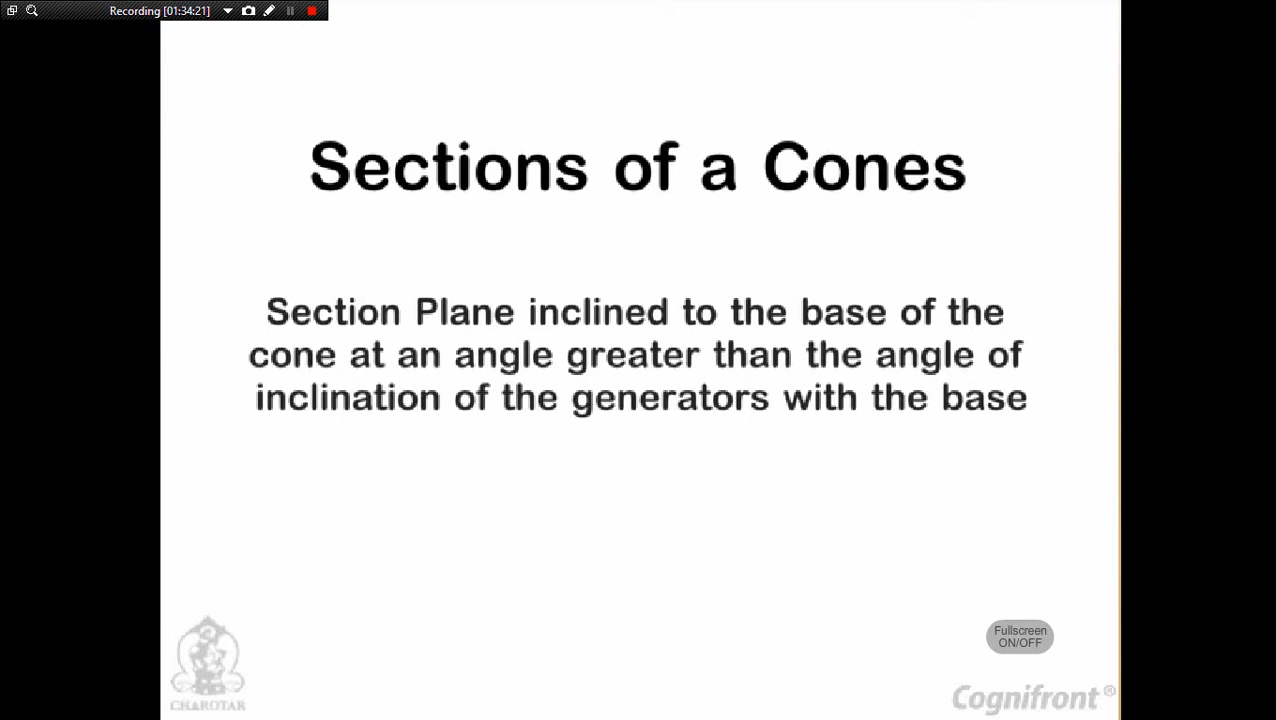 Recording [01:34:21]
Sections of a Cones
Section Plane inclined to the base of the
cone at an angle greater than the angle of
inclination of the generators with the base
Fullscreen
ON/OFF
CHAROTAR
Cognifront ®